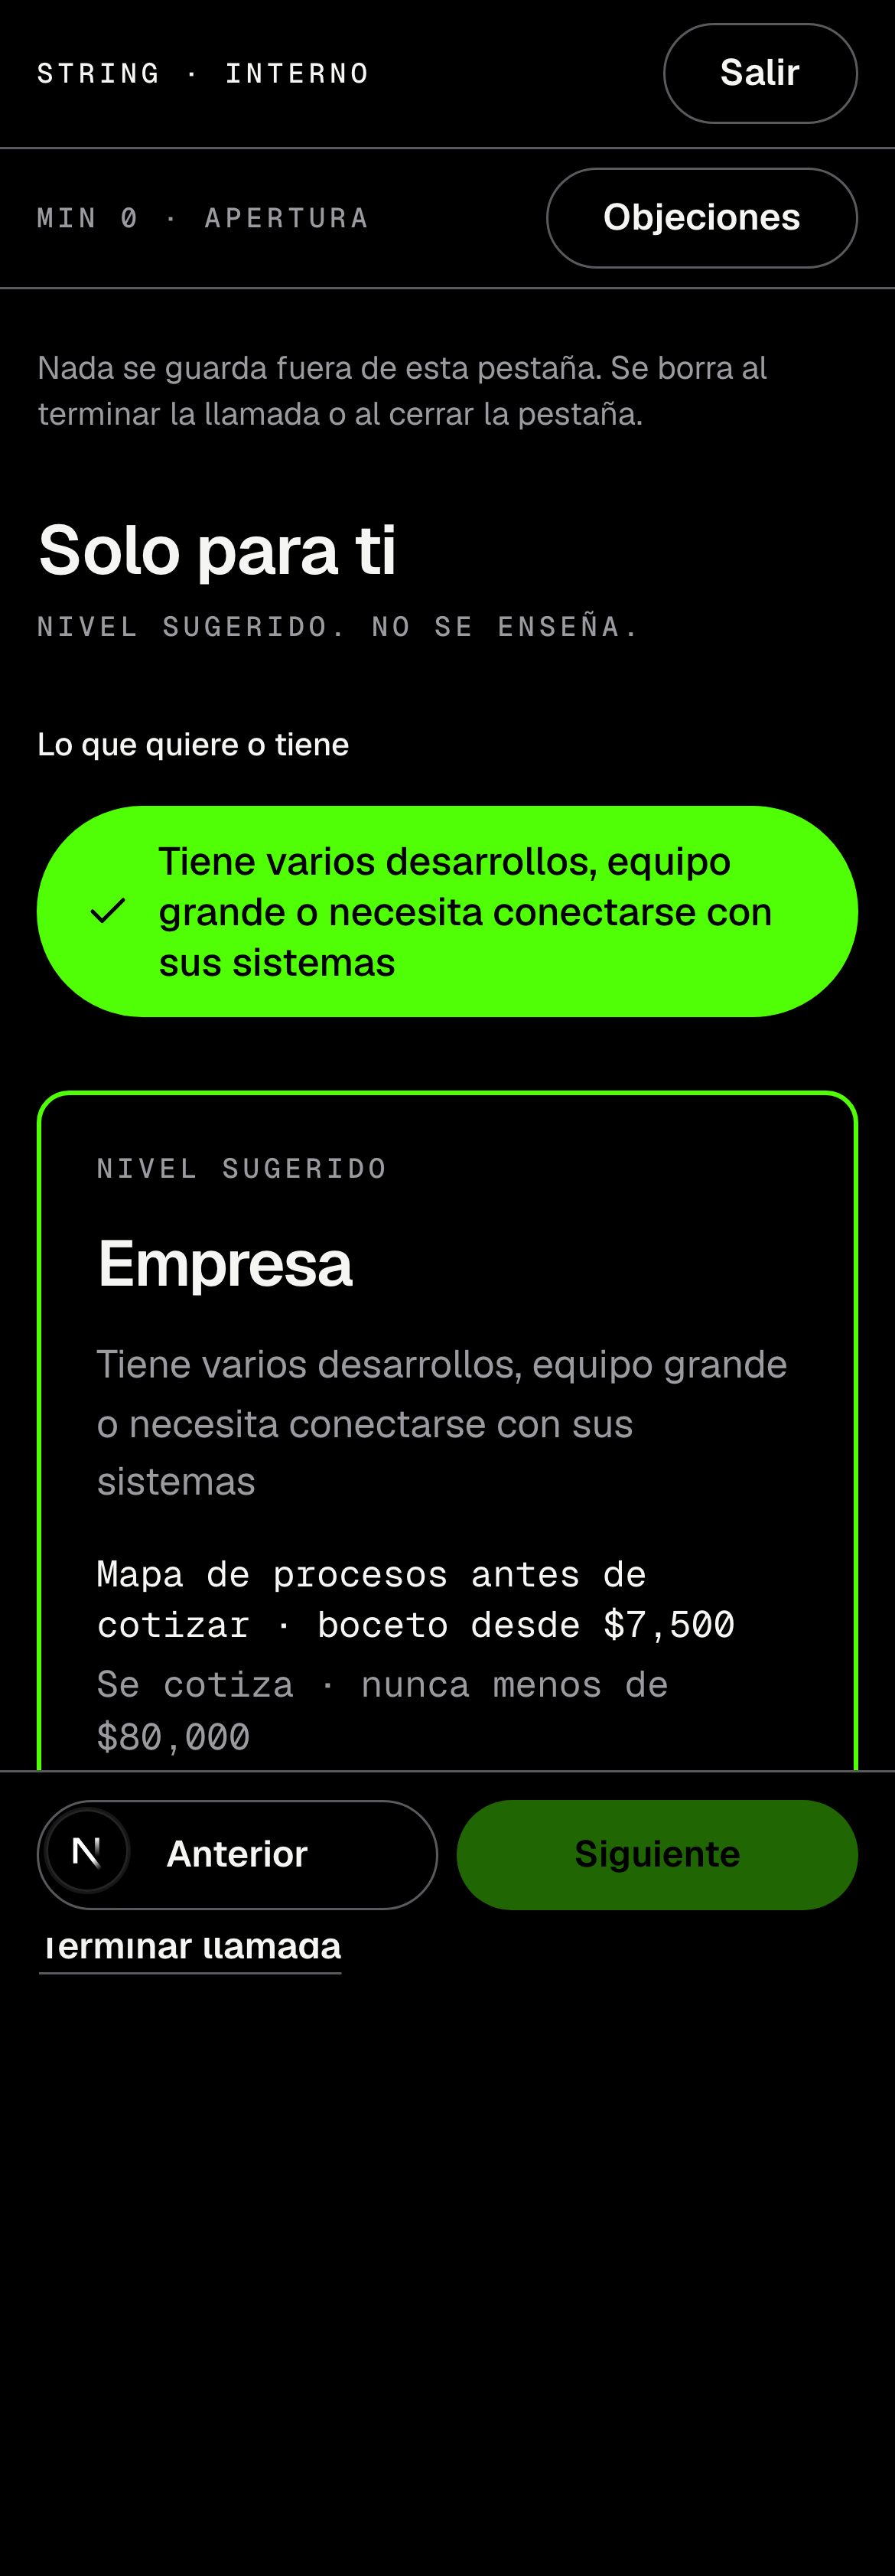 STRING · INTERNO
Salir
MIN 0 · APERTURA
Objeciones
Nada se guarda fuera de esta pestaña. Se borra al
terminar la llamada o al cerrar la pestaña.
Solo para ti
NIVEL SUGERIDO. NO SE ENSEÑA.
Lo que quiere o tiene
Tiene varios desarrollos, equipo
grande o necesita conectarse con
sus sistemas
NIVEL SUGERIDO
Empresa
Tiene varios desarrollos, equipo grande
o necesita conectarse con sus
sistemas
Mapa de procesos antes de
cotizar · boceto desde $7,500
Se cotiza · nunca menos de
$80,000
N
Anterior
Siguiente
Terminar llamada